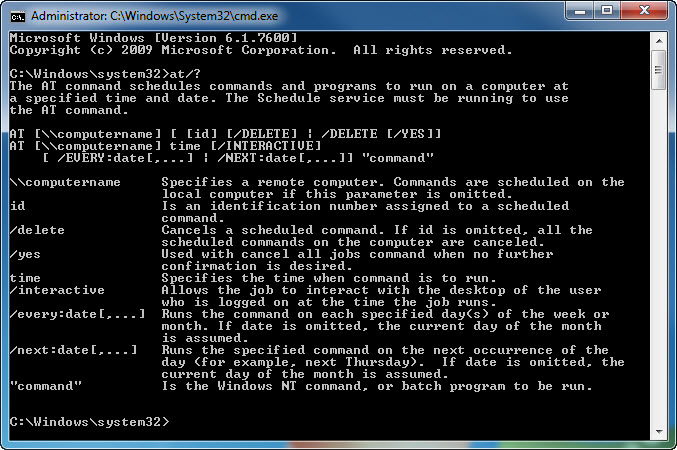 Administrator: C:\Windows\System32\cmd.exe
Microsoft Windows [Version 6.1.7600]
Copyright (c) 2009 Microsoft Corporation.  All rights reserved.

C:\Windows\system32>at/?
The AT command schedules commands and programs to run on a computer at
a specified time and date. The Schedule service must be running to use
the AT command.

AT [\\computername] [ [id] [/DELETE] | /DELETE [/YES]]
AT [\\computername] time [/INTERACTIVE]
    [ /EVERY:date[,...] | /NEXT:date[,...]] "command"

\\computername     Specifies a remote computer. Commands are scheduled on the
                   local computer if this parameter is omitted.
id                 Is an identification number assigned to a scheduled
                   command.
/delete            Cancels a scheduled command. If id is omitted, all the
                   scheduled commands on the computer are canceled.
/yes               Used with cancel all jobs command when no further
                   confirmation is desired.
time               Specifies the time when command is to run.
/interactive       Allows the job to interact with the desktop of the user
                   who is logged on at the time the job runs.
/every:date[,...]  Runs the command on each specified day(s) of the week or
                   month. If date is omitted, the current day of the month
                   is assumed.
/next:date[,...]   Runs the specified command on the next occurrence of the
                   day (for example, next Thursday).  If date is omitted, the
                   current day of the month is assumed.
"command"          Is the Windows NT command, or batch program to be run.

C:\Windows\system32>